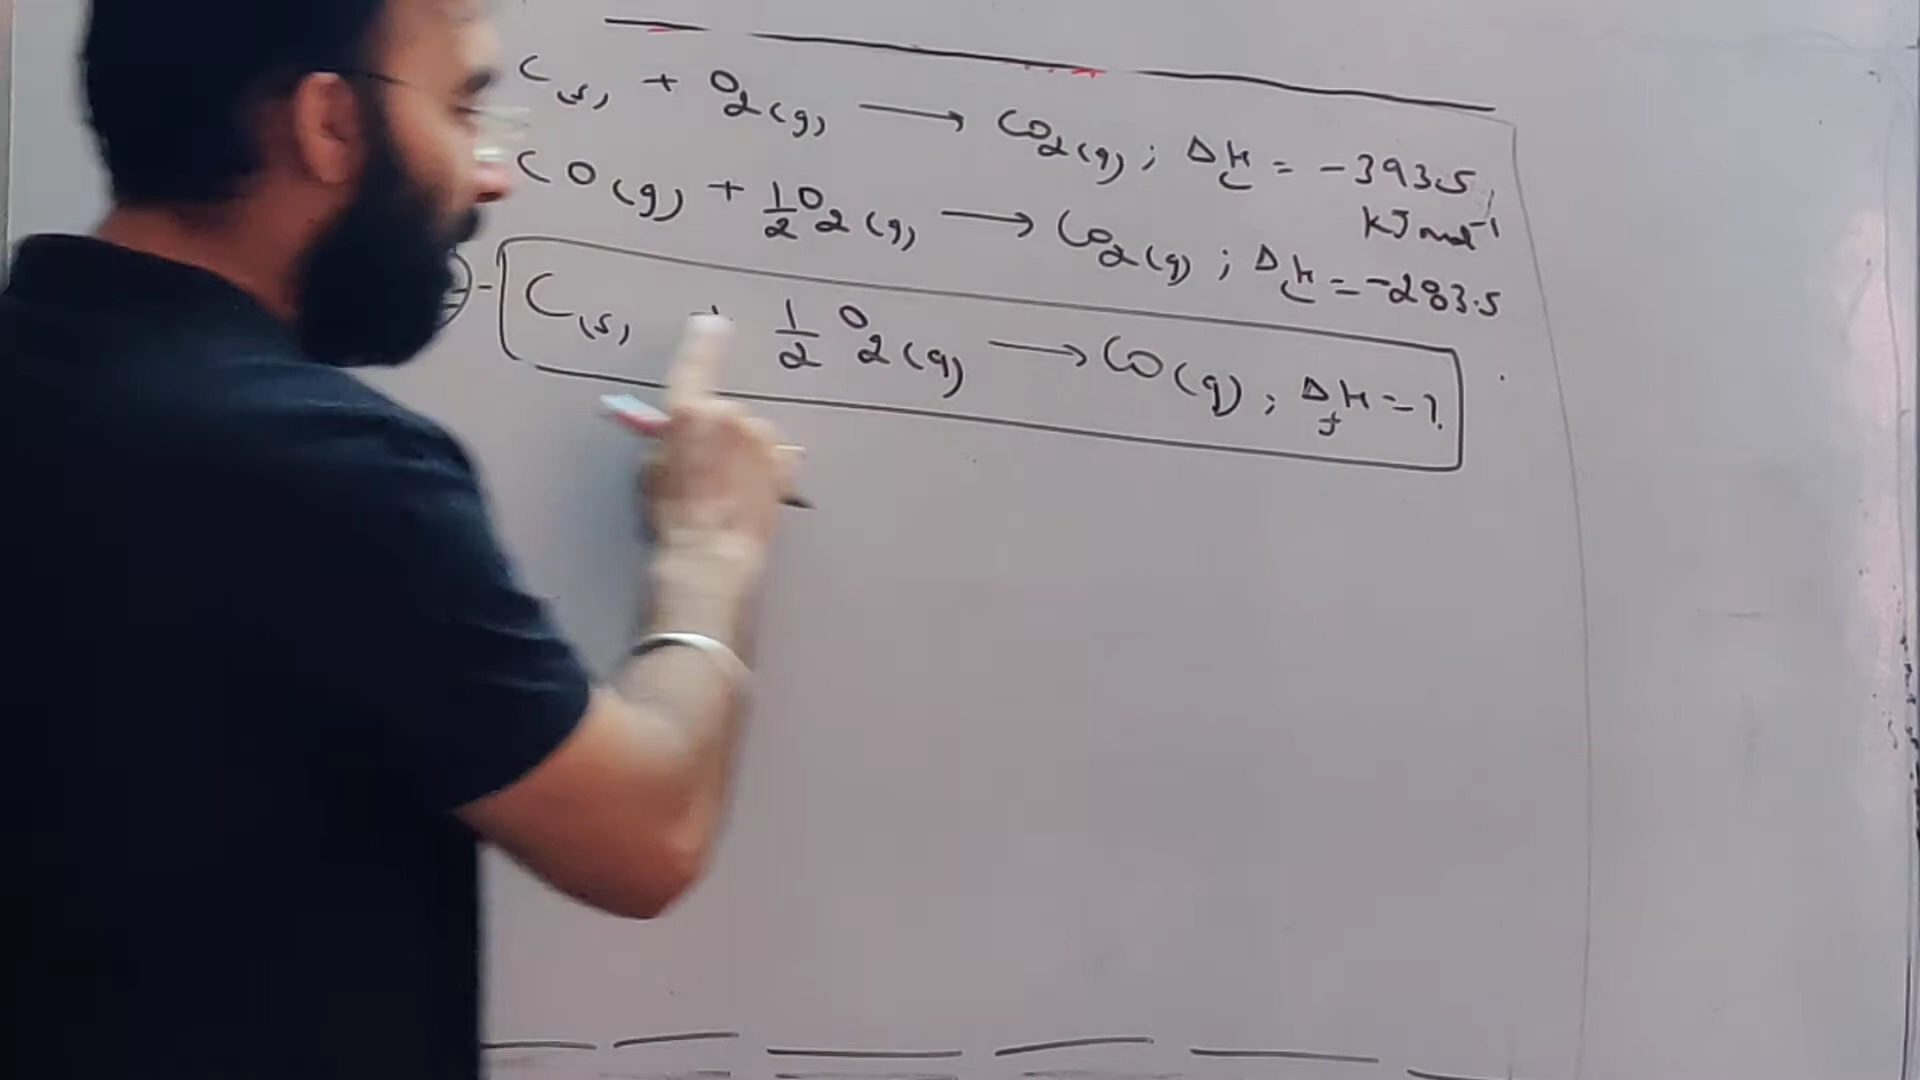 C(s) + O2(g) ⟶ CO2(g) ; ΔcH = -393.5
kJ mol⁻¹
CO(g) + 1/2 O2(g) ⟶ CO2(g) ; ΔcH = -283.5
C(s) + 1/2 O2(g) ⟶ CO(g) ; ΔfH = - ?